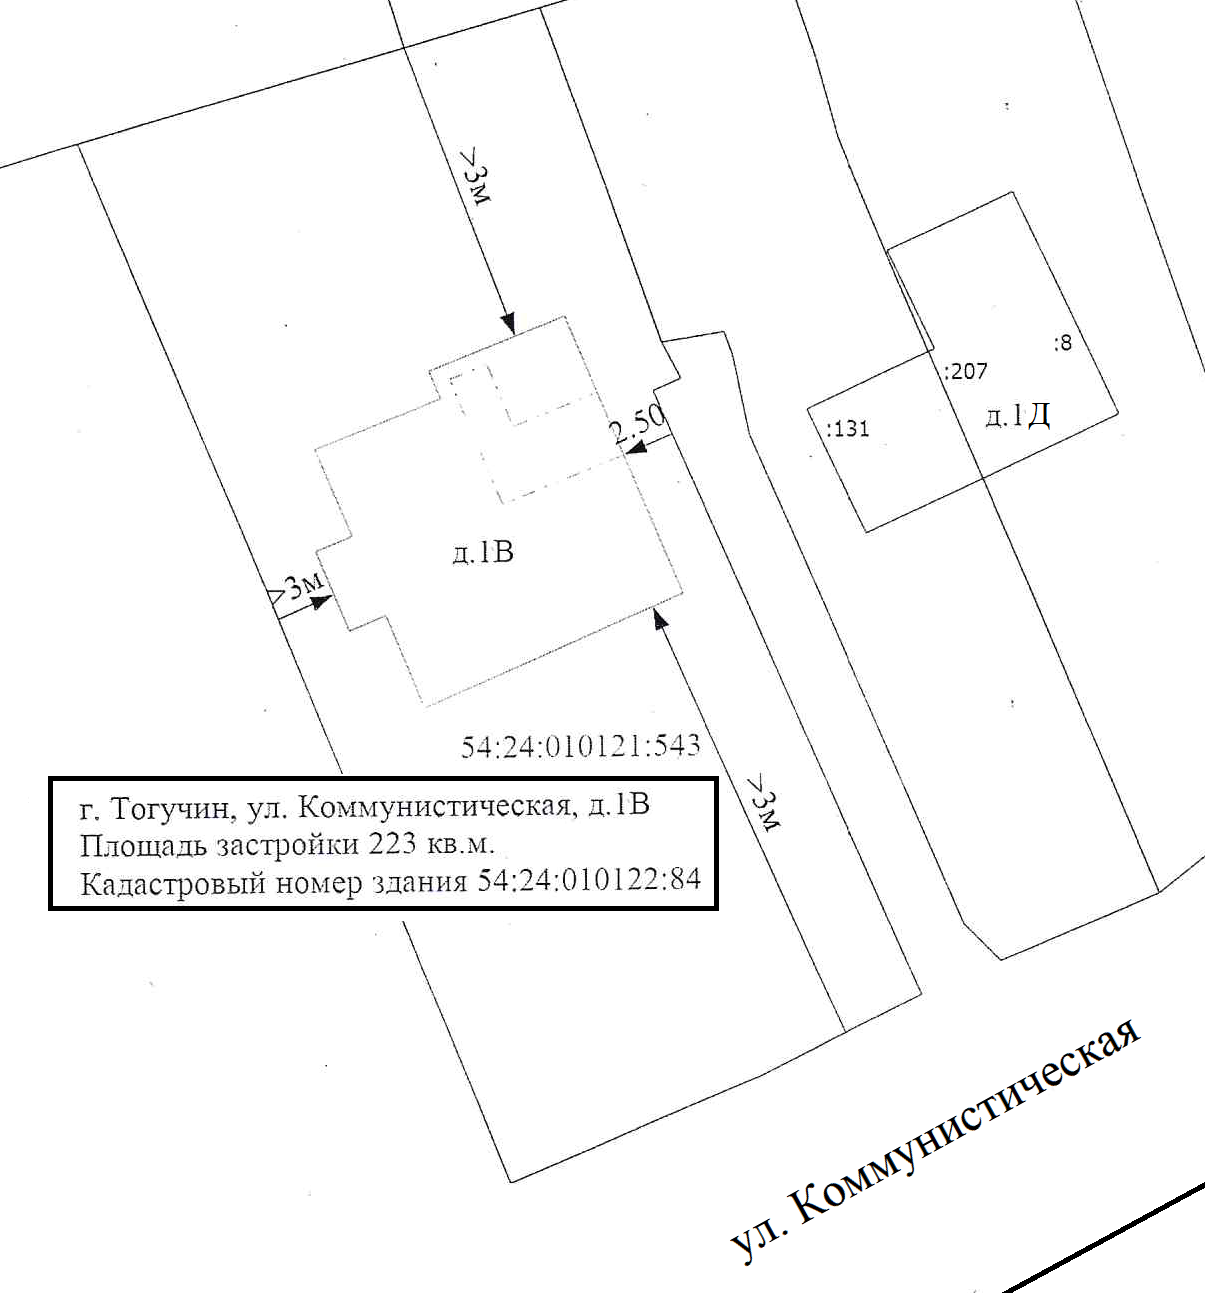 >3м
:8
:207
д.1Д
2.50
:131
д.1В
>3м
54:24:010121:543
г. Тогучин, ул. Коммунистическая, д.1В
Площадь застройки 223 кв.м.
Кадастровый номер здания 54:24:010122:84
>3м
ул. Коммунистическая